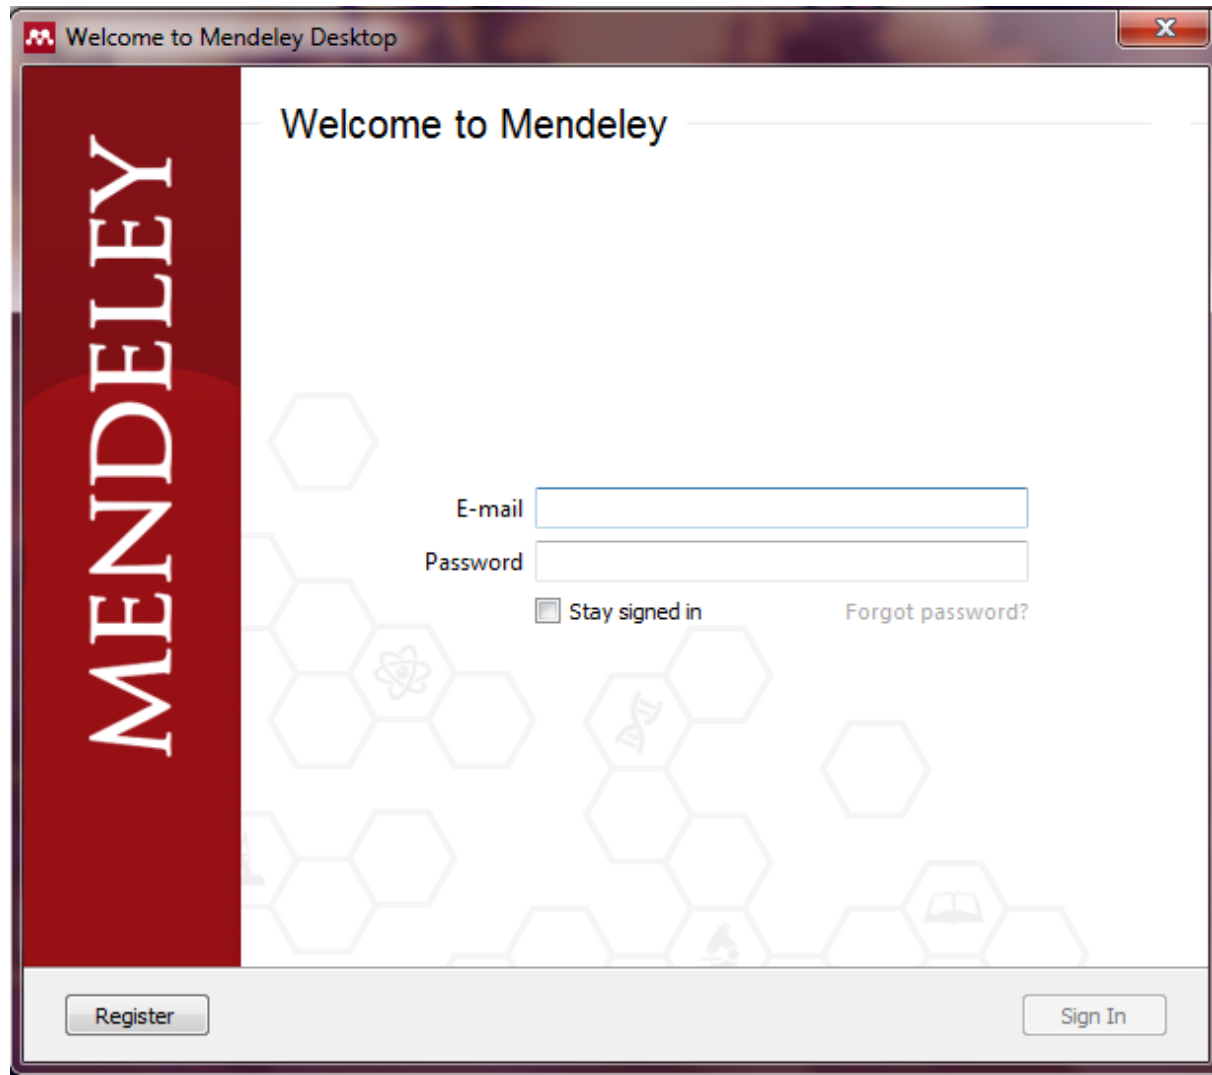 Welcome to Mendeley Desktop
MENDELEY
Welcome to Mendeley
E-mail
Password
Stay signed in
Forgot password?
Register
Sign In